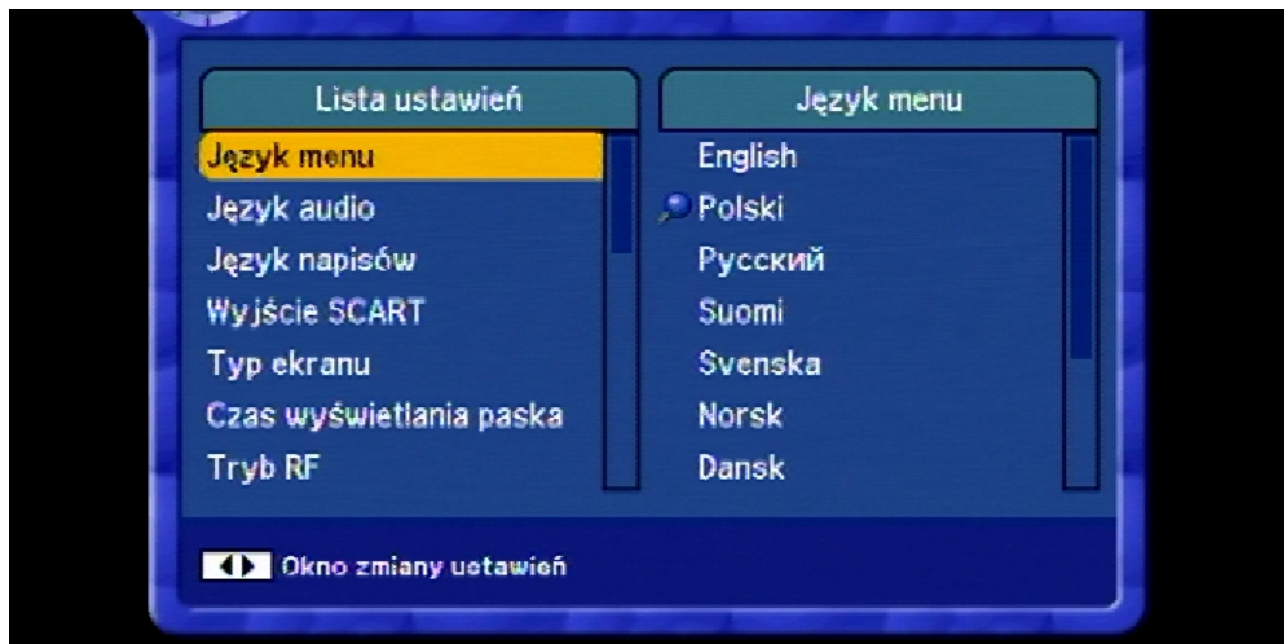 Lista ustawień
Język menu
Język audio
Język napisów
Wyjście SCART
Typ ekranu
Czas wyświetlania paska
Tryb RF
Język menu
English
Polski
Русский
Suomi
Svenska
Norsk
Dansk
Okno zmiany ustawień